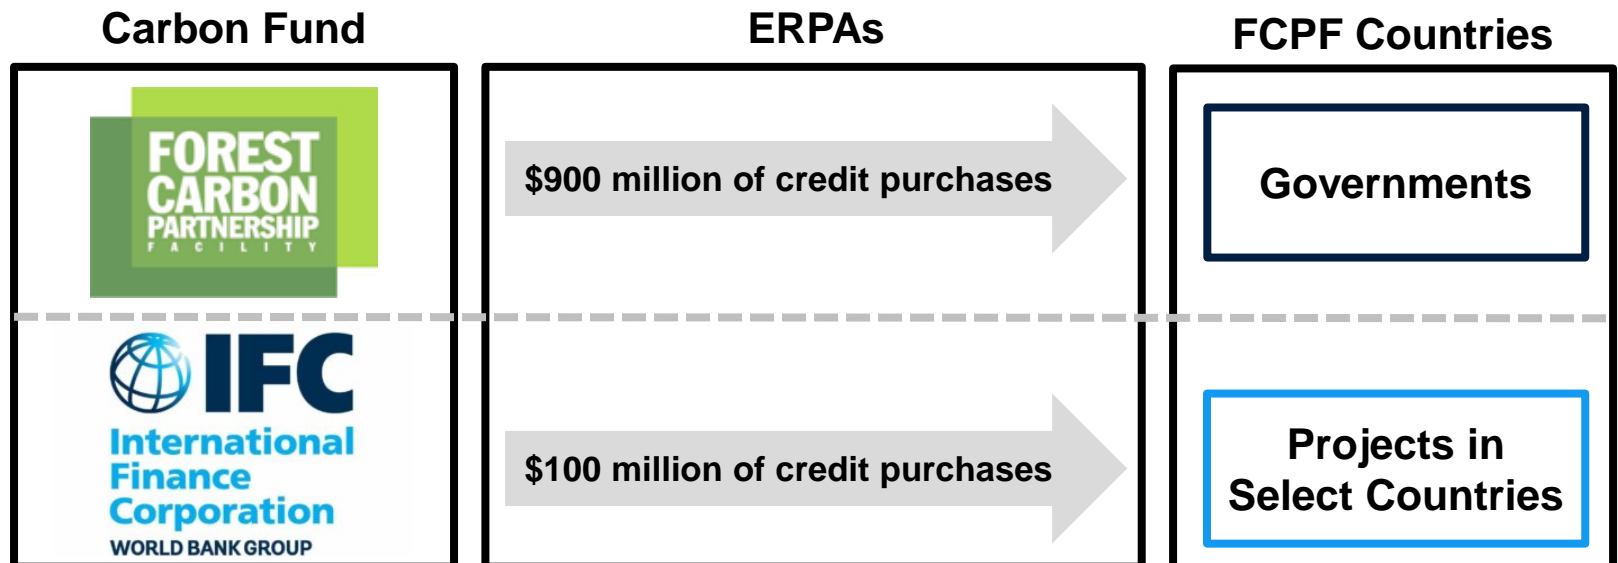 Carbon Fund
ERPAs
FCPF Countries
FOREST
CARBON
PARTNERSHIP
FACILITY
$900 million of credit purchases
Governments
IFC
International
Finance
Corporation
WORLD BANK GROUP
$100 million of credit purchases
Projects in
Select Countries